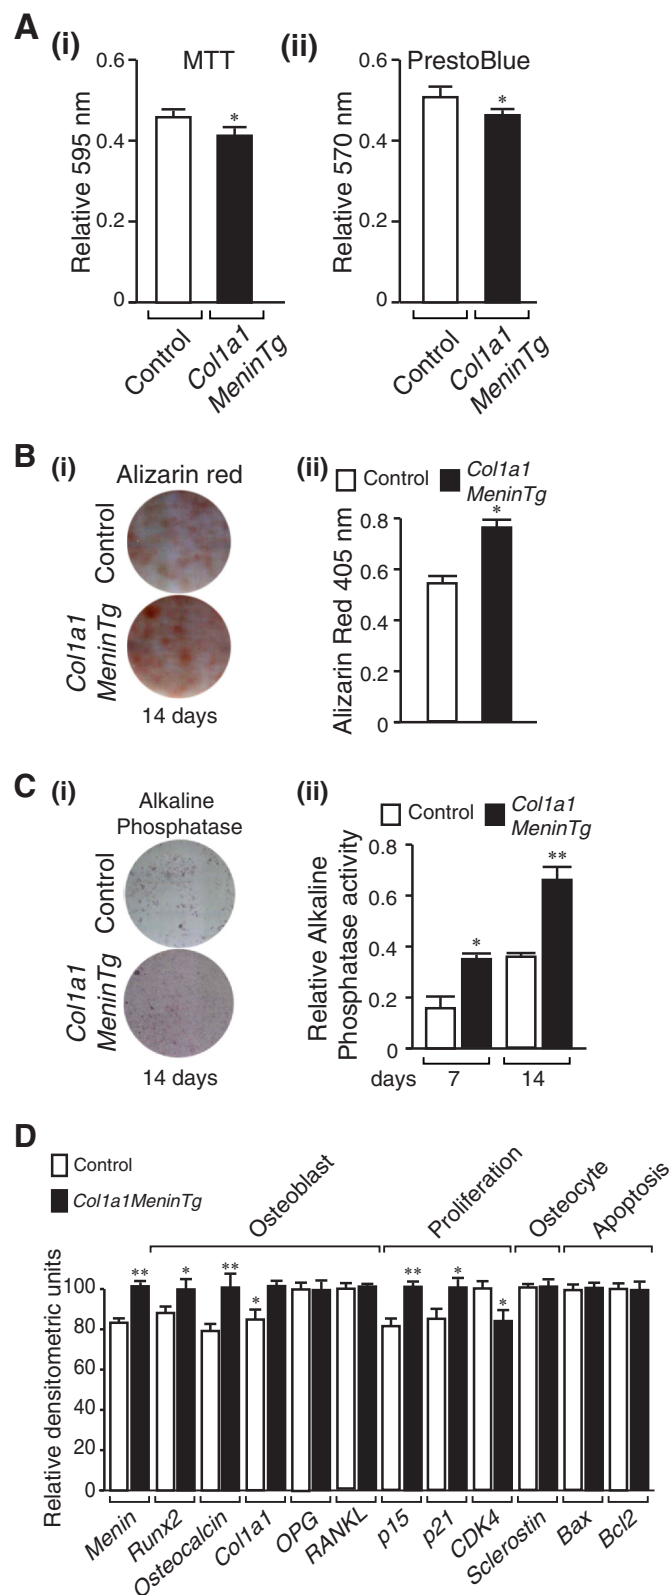 A
(i)
MTT
0.6
0.4
0.2
0
Relative 595 nm
*
Control
Col1a1
MeninTg
(ii)
PrestoBlue
0.6
0.4
0.2
0
Relative 570 nm
*
Control
Col1a1
MeninTg
B
(i)
Alizarin red
Control
Col1a1
MeninTg
14 days
(ii)
Control
Col1a1
MeninTg
0.8
0.6
0.4
0.2
0
Alizarin Red 405 nm
*
C
(i)
Alkaline
Phosphatase
Control
Col1a1
MeninTg
14 days
(ii)
Control
Col1a1
MeninTg
0.8
0.6
0.4
0.2
0
Relative Alkaline
Phosphatase activity
*
**
days 7 14
D
Control
Col1a1MeninTg
Osteoblast
Proliferation
Osteocyte
Apoptosis
Relative densitometric units
100
80
60
40
20
0
** * ** * ** * *
Menin
Runx2
Osteocalcin
Col1a1
OPG
RANKL
p15
p21
CDK4
Sclerostin
Bax
Bcl2